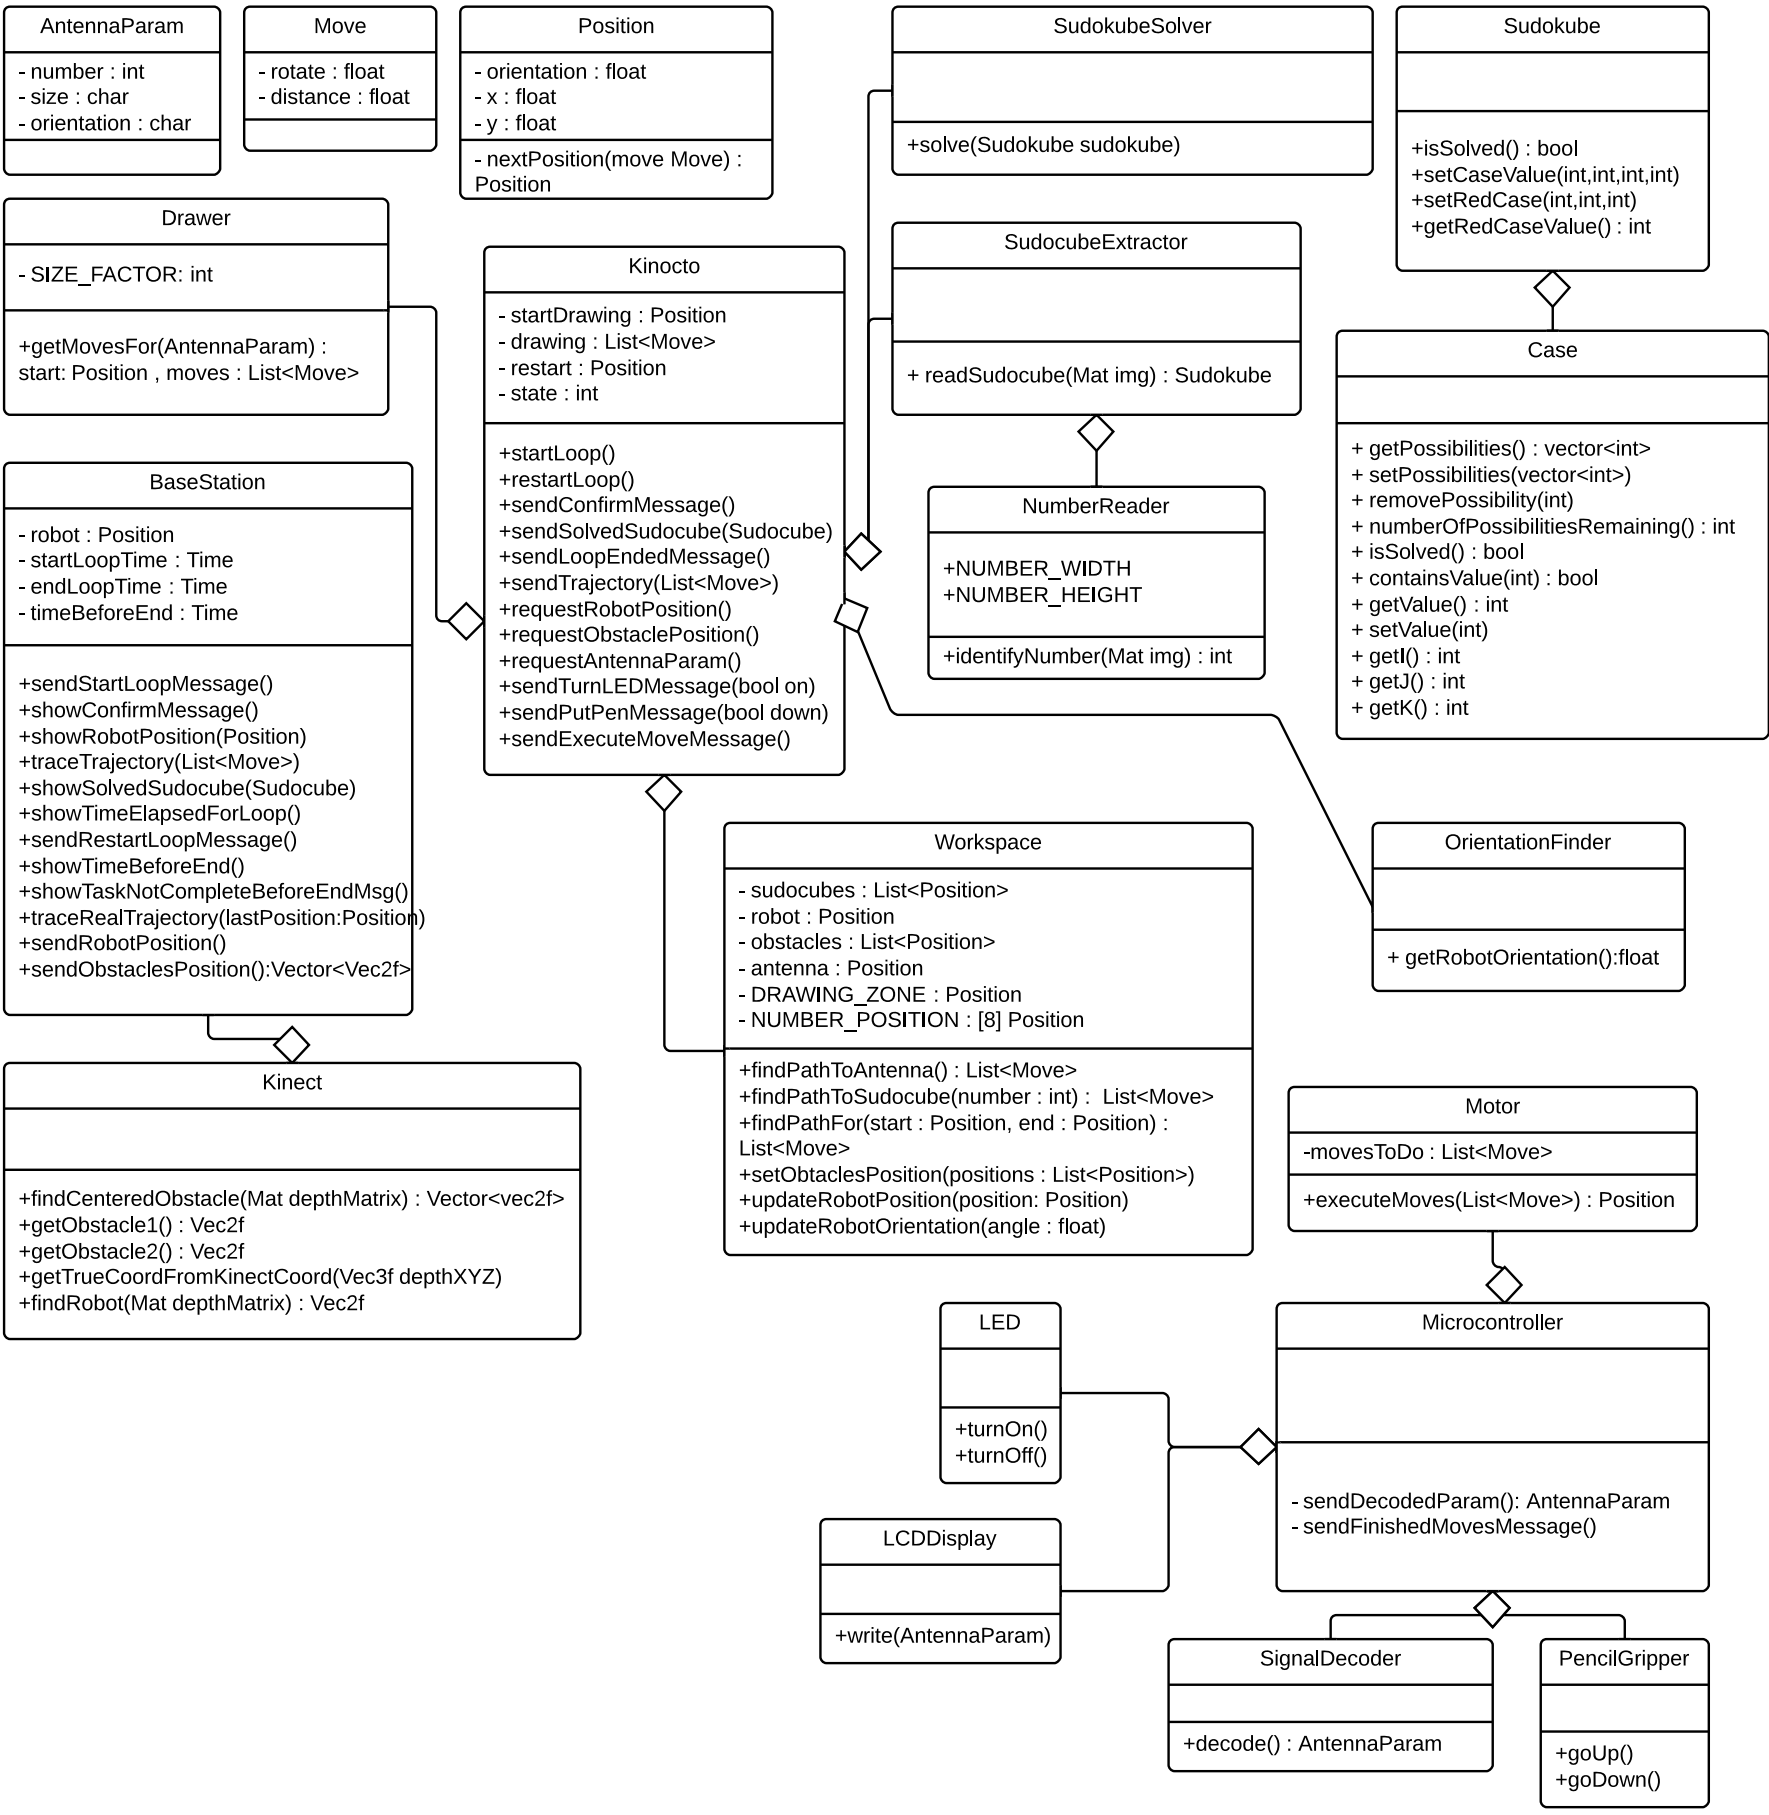 AntennaParam
- number : int
- size : char
- orientation : char
Move
- rotate : float
- distance : float
Position
- orientation : float
- x : float
- y : float
- nextPosition(move Move) :
Position
SudokubeSolver
+solve(Sudokube sudokube)
Sudokube
+isSolved() : bool
+setCaseValue(int,int,int,int)
+setRedCase(int,int,int)
+getRedCaseValue() : int
Drawer
- SIZE_FACTOR: int
+getMovesFor(AntennaParam) :
start: Position , moves : List<Move>
Kinocto
- startDrawing : Position
- drawing : List<Move>
- restart : Position
- state : int
+startLoop()
+restartLoop()
+sendConfirmMessage()
+sendSolvedSudocube(Sudocube)
+sendLoopEndedMessage()
+sendTrajectory(List<Move>)
+requestRobotPosition()
+requestObstaclePosition()
+requestAntennaParam()
+sendTurnLEDMessage(bool on)
+sendPutPenMessage(bool down)
+sendExecuteMoveMessage()
SudocubeExtractor
+ readSudocube(Mat img) : Sudokube
Case
+ getPossibilities() : vector<int>
+ setPossibilities(vector<int>)
+ removePossibility(int)
+ numberOfPossibilitiesRemaining() : int
+ isSolved() : bool
+ containsValue(int) : bool
+ getValue() : int
+ setValue(int)
+ getI() : int
+ getJ() : int
+ getK() : int
BaseStation
- robot : Position
- startLoopTime : Time
- endLoopTime : Time
- timeBeforeEnd : Time
+sendStartLoopMessage()
+showConfirmMessage()
+showRobotPosition(Position)
+traceTrajectory(List<Move>)
+showSolvedSudocube(Sudocube)
+showTimeElapsedForLoop()
+sendRestartLoopMessage()
+showTimeBeforeEnd()
+showTaskNotCompleteBeforeEndMsg()
+traceRealTrajectory(lastPosition:Position)
+sendRobotPosition()
+sendObstaclesPosition():Vector<Vec2f>
NumberReader
+NUMBER_WIDTH
+NUMBER_HEIGHT
+identifyNumber(Mat img) : int
Workspace
- sudocubes : List<Position>
- robot : Position
- obstacles : List<Position>
- antenna : Position
- DRAWING_ZONE : Position
- NUMBER_POSITION : [8] Position
+findPathToAntenna() : List<Move>
+findPathToSudocube(number : int) : List<Move>
+findPathFor(start : Position, end : Position) :
List<Move>
+setObtaclesPosition(positions : List<Position>)
+updateRobotPosition(position: Position)
+updateRobotOrientation(angle : float)
OrientationFinder
+ getRobotOrientation():float
Kinect
+findCenteredObstacle(Mat depthMatrix) : Vector<vec2f>
+getObstacle1() : Vec2f
+getObstacle2() : Vec2f
+getTrueCoordFromKinectCoord(Vec3f depthXYZ)
+findRobot(Mat depthMatrix) : Vec2f
Motor
-movesToDo : List<Move>
+executeMoves(List<Move>) : Position
LED
+turnOn()
+turnOff()
Microcontroller
- sendDecodedParam(): AntennaParam
- sendFinishedMovesMessage()
LCDDisplay
+write(AntennaParam)
SignalDecoder
+decode() : AntennaParam
PencilGripper
+goUp()
+goDown()